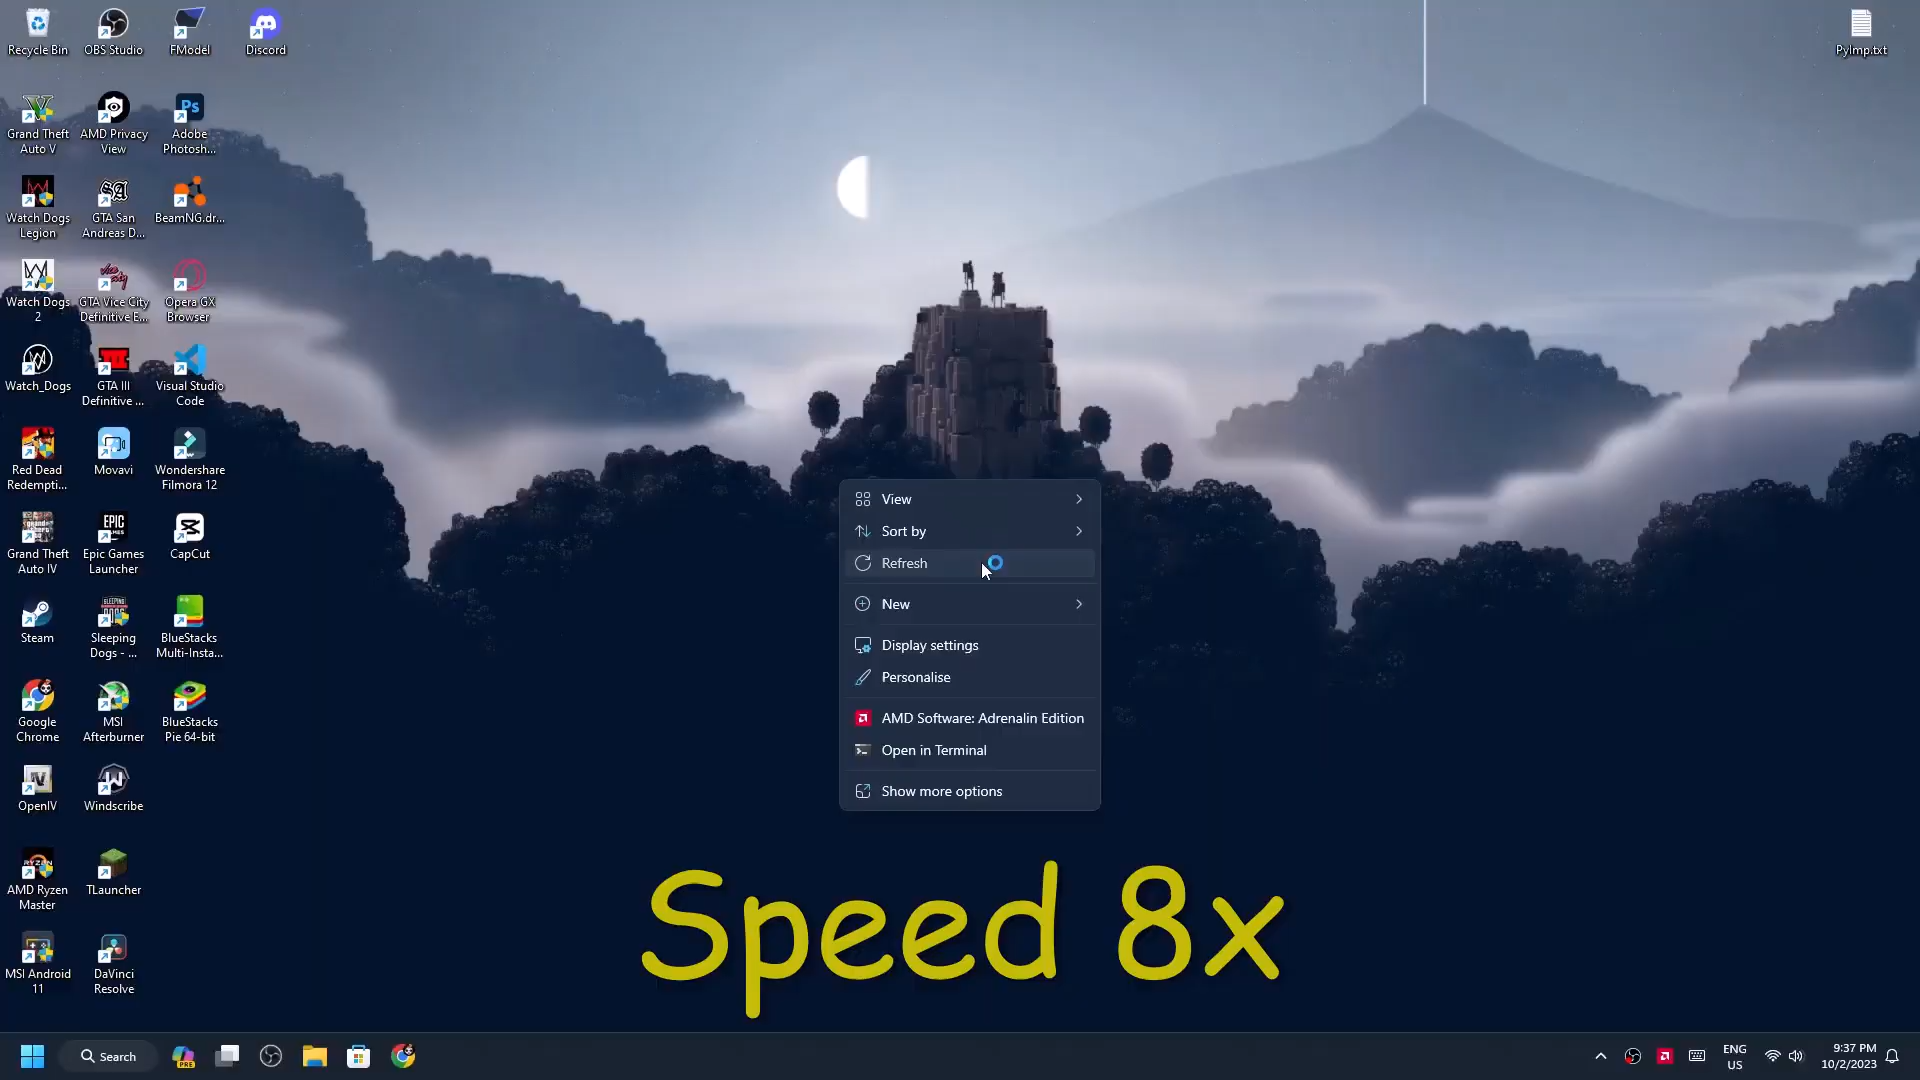 Recycle Bin
OBS Studio
FModel
Discord
PyImp.txt
Grand Theft
Auto V
AMD Privacy
View
Ps
Adobe
Photosh...
Watch Dogs
Legion
GTA San
Andreas D...
BeamNG.dr...
Watch Dogs
2
GTA Vice City
Definitive E...
Opera GX
Browser
Watch_Dogs
GTA III
Definitive ...
Visual Studio
Code
Red Dead
Redempti...
Movavi
Wondershare
Filmora 12
Grand Theft
Auto IV
EPIC
GAMES
Epic Games
Launcher
CapCut
Steam
Sleeping
Dogs - ...
BlueStacks
Multi-Insta...
Google
Chrome
MSI
Afterburner
BlueStacks
Pie 64-bit
OpenIV
Windscribe
AMD Ryzen
Master
TLauncher
MSI Android
11
DaVinci
Resolve
View
Sort by
Refresh
New
Display settings
Personalise
AMD Software: Adrenalin Edition
Open in Terminal
Show more options
Speed 8x
Search
PRE
ENG
US
9:37 PM
10/2/2023